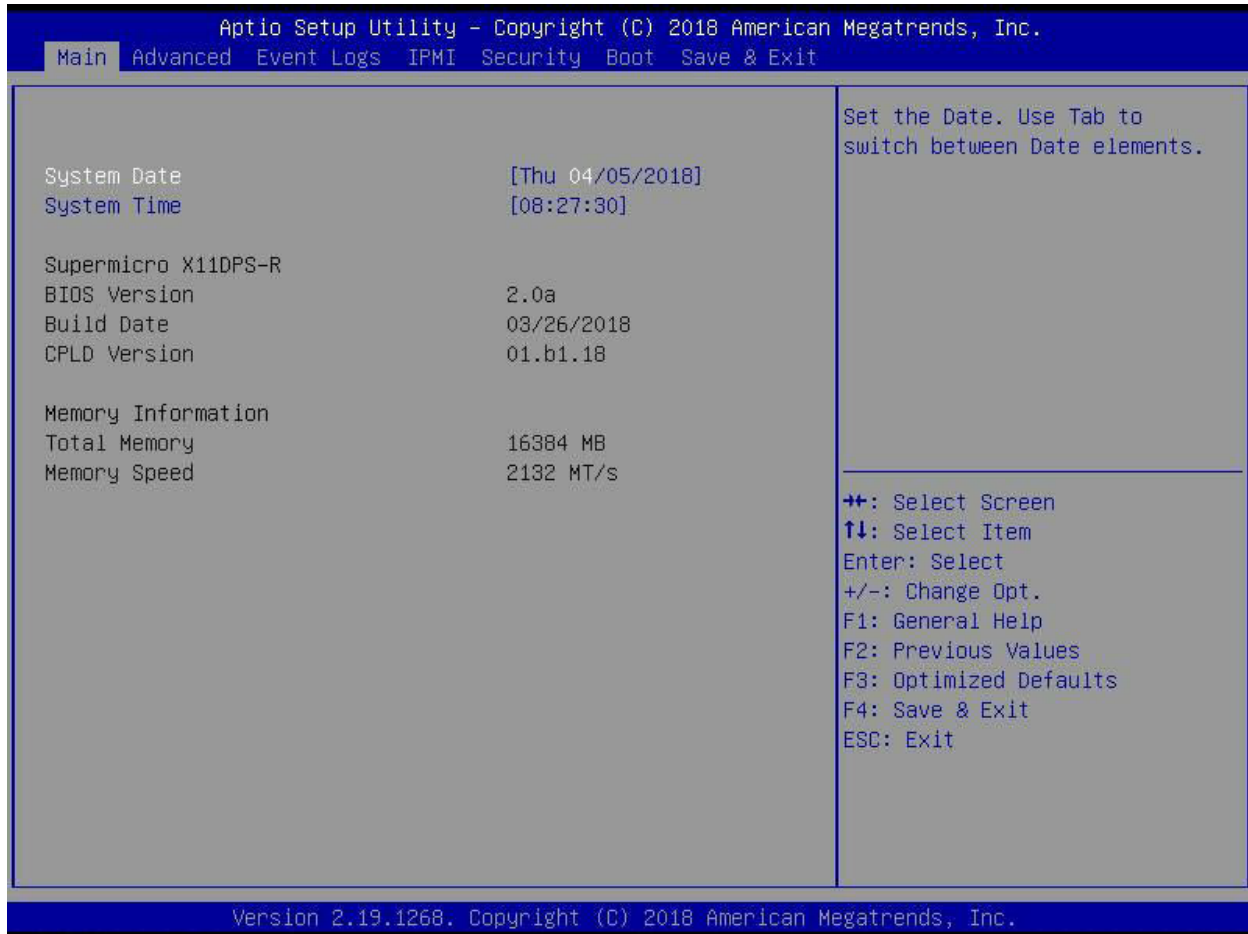 Aptio Setup Utility – Copyright (C) 2018 American Megatrends, Inc.
Main Advanced Event Logs IPMI Security Boot Save & Exit
Set the Date. Use Tab to
switch between Date elements.
System Date [Thu 04/05/2018]
System Time [08:27:30]
Supermicro X11DPS-R
BIOS Version 2.0a
Build Date 03/26/2018
CPLD Version 01.b1.18
Memory Information
Total Memory 16384 MB
Memory Speed 2132 MT/s
→←: Select Screen
↑↓: Select Item
Enter: Select
+/-: Change Opt.
F1: General Help
F2: Previous Values
F3: Optimized Defaults
F4: Save & Exit
ESC: Exit
Version 2.19.1268. Copyright (C) 2018 American Megatrends, Inc.